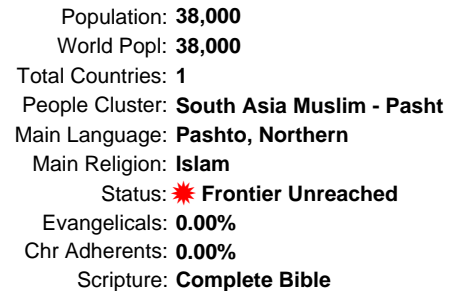 Population: 38,000
World Popl: 38,000
Total Countries: 1
People Cluster: South Asia Muslim - Pasht
Main Language: Pashto, Northern
Main Religion: Islam
Status: Frontier Unreached
Evangelicals: 0.00%
Chr Adherents: 0.00%
Scripture: Complete Bible